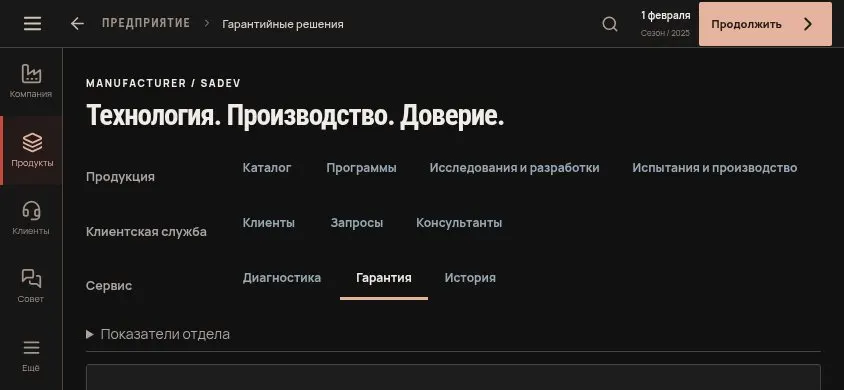 ПРЕДПРИЯТИЕ > Гарантийные решения
1 февраля
Сезон / 2025
Продолжить
Компания
Продукты
Клиенты
Совет
Ещё
MANUFACTURER / SADEV
Технология. Производство. Доверие.
Продукция Каталог Программы Исследования и разработки Испытания и производство
Клиентская служба Клиенты Запросы Консультанты
Сервис Диагностика Гарантия История
Показатели отдела